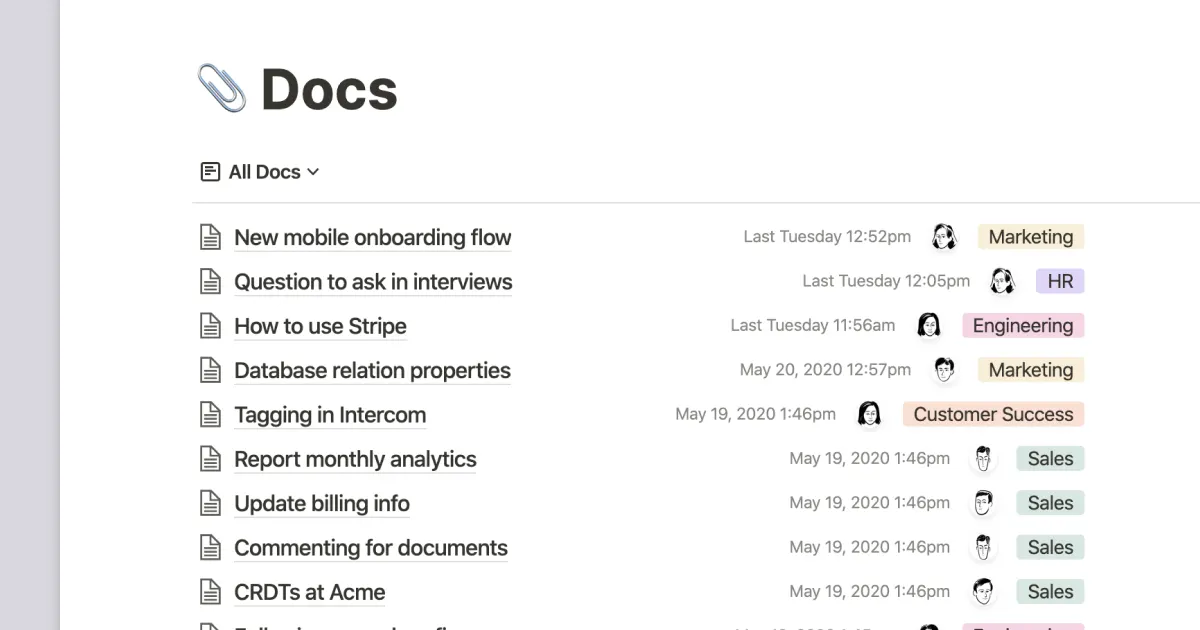 Docs
All Docs
New mobile onboarding flow Last Tuesday 12:52pm Marketing
Question to ask in interviews Last Tuesday 12:05pm HR
How to use Stripe Last Tuesday 11:56am Engineering
Database relation properties May 20, 2020 12:57pm Marketing
Tagging in Intercom May 19, 2020 1:46pm Customer Success
Report monthly analytics May 19, 2020 1:46pm Sales
Update billing info May 19, 2020 1:46pm Sales
Commenting for documents May 19, 2020 1:46pm Sales
CRDTs at Acme May 19, 2020 1:46pm Sales